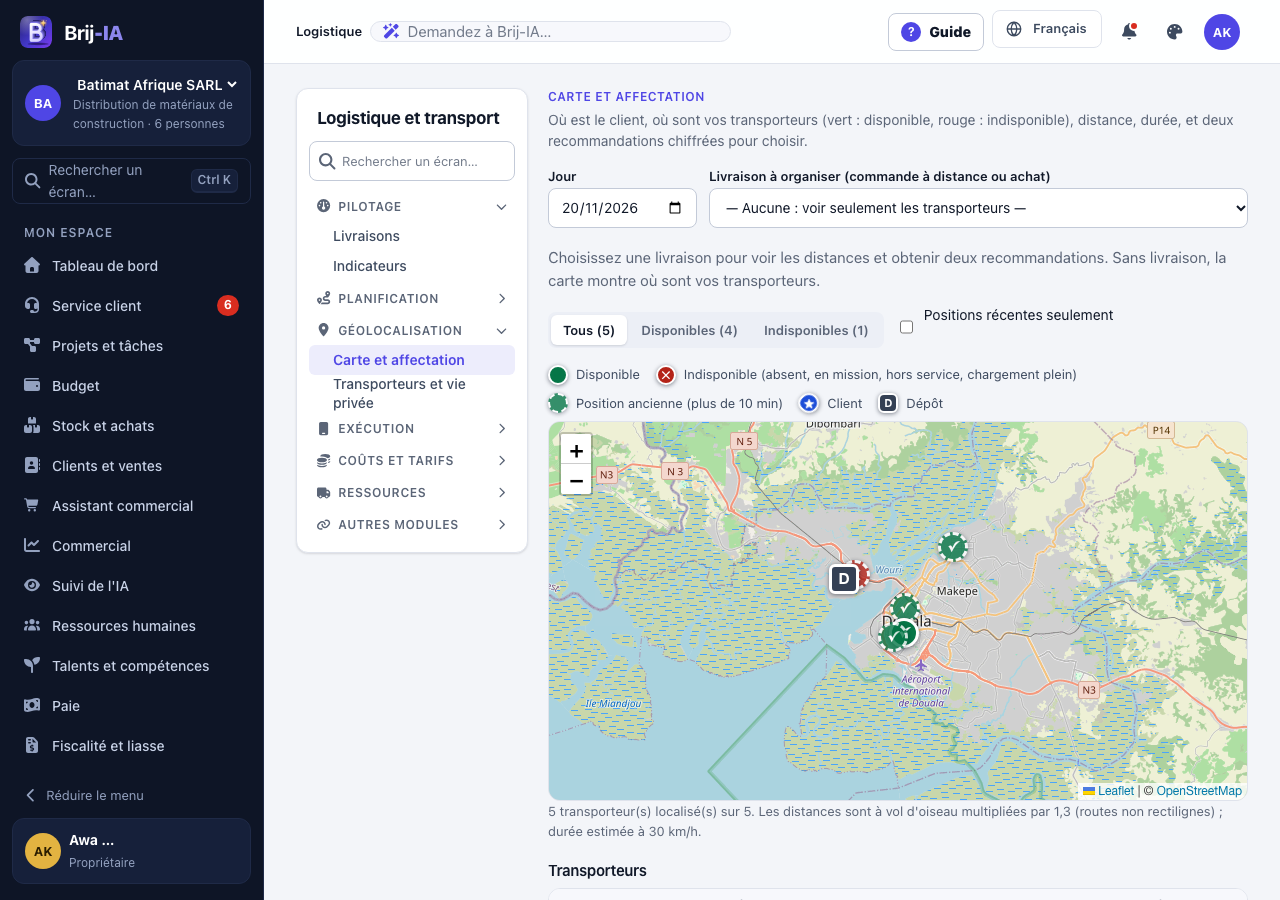 Brij-IA
BA
Batimat Afrique SARL
Distribution de matériaux de
construction · 6 personnes
Rechercher un
écran...
Ctrl K
MON ESPACE
Tableau de bord
Service client
6
Projets et tâches
Budget
Stock et achats
Clients et ventes
Assistant commercial
Commercial
Suivi de l'IA
Ressources humaines
Talents et compétences
Paie
Fiscalité et liasse
Réduire le menu
AK
Awa ...
Propriétaire
Logistique
Demandez à Brij-IA...
? Guide
Français
AK
Logistique et transport
Rechercher un écran...
PILOTAGE
Livraisons
Indicateurs
PLANIFICATION
GÉOLOCALISATION
Carte et affectation
Transporteurs et vie
privée
EXÉCUTION
COÛTS ET TARIFS
RESSOURCES
AUTRES MODULES
CARTE ET AFFECTATION
Où est le client, où sont vos transporteurs (vert : disponible, rouge : indisponible), distance, durée, et deux
recommandations chiffrées pour choisir.
Jour
20/11/2026
Livraison à organiser (commande à distance ou achat)
— Aucune : voir seulement les transporteurs —
Choisissez une livraison pour voir les distances et obtenir deux recommandations. Sans livraison, la
carte montre où sont vos transporteurs.
Tous (5)
Disponibles (4)
Indisponibles (1)
Positions récentes seulement
Disponible
Indisponible (absent, en mission, hors service, chargement plein)
Position ancienne (plus de 10 min)
Client
D
Dépôt
Dibombari
P14
N 5
N 3
N3
+
−
Wouri
D
Makepe
Île Miandjou
Aéroport
international
de Douala
N3
Leaflet | © OpenStreetMap
5 transporteur(s) localisé(s) sur 5. Les distances sont à vol d'oiseau multipliées par 1,3 (routes non rectilignes) ;
durée estimée à 30 km/h.
Transporteurs